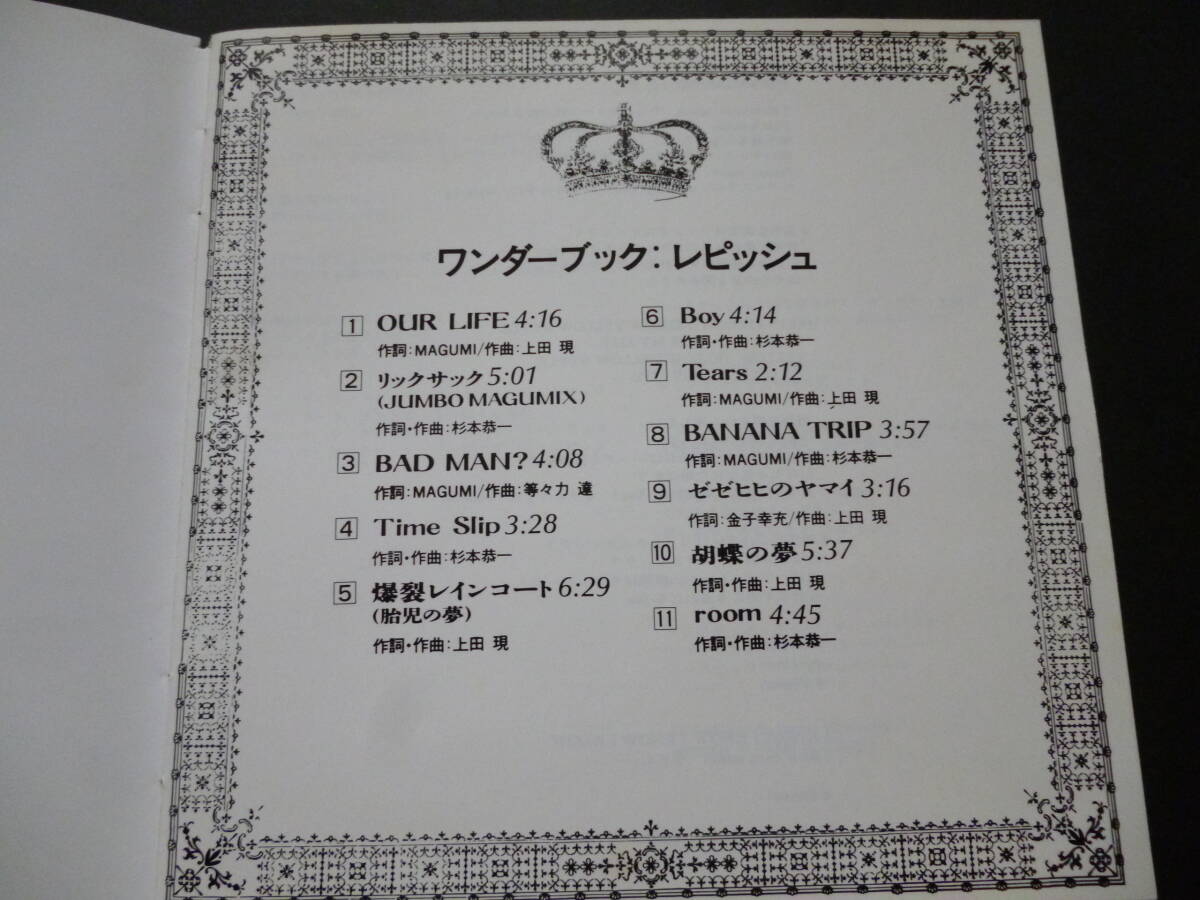 ワンダーブック:レピッシュ
1 OUR LIFE 4:16
作詞:MAGUMI/作曲:上田 現
2 リックサック 5:01
(JUMBO MAGUMIX)
作詞・作曲:杉本恭一
3 BAD MAN? 4:08
作詞:MAGUMI/作曲:等々力 達
4 Time Slip 3:28
作詞・作曲:杉本恭一
5 爆裂レインコート 6:29
(胎児の夢)
作詞・作曲:上田 現
6 Boy 4:14
作詞・作曲:杉本恭一
7 Tears 2:12
作詞:MAGUMI/作曲:上田 現
8 BANANA TRIP 3:57
作詞:MAGUMI/作曲:杉本恭一
9 ゼゼヒヒのヤマイ 3:16
作詞:金子幸充/作曲:上田 現
10 胡蝶の夢 5:37
作詞・作曲:上田 現
11 room 4:45
作詞・作曲:杉本恭一